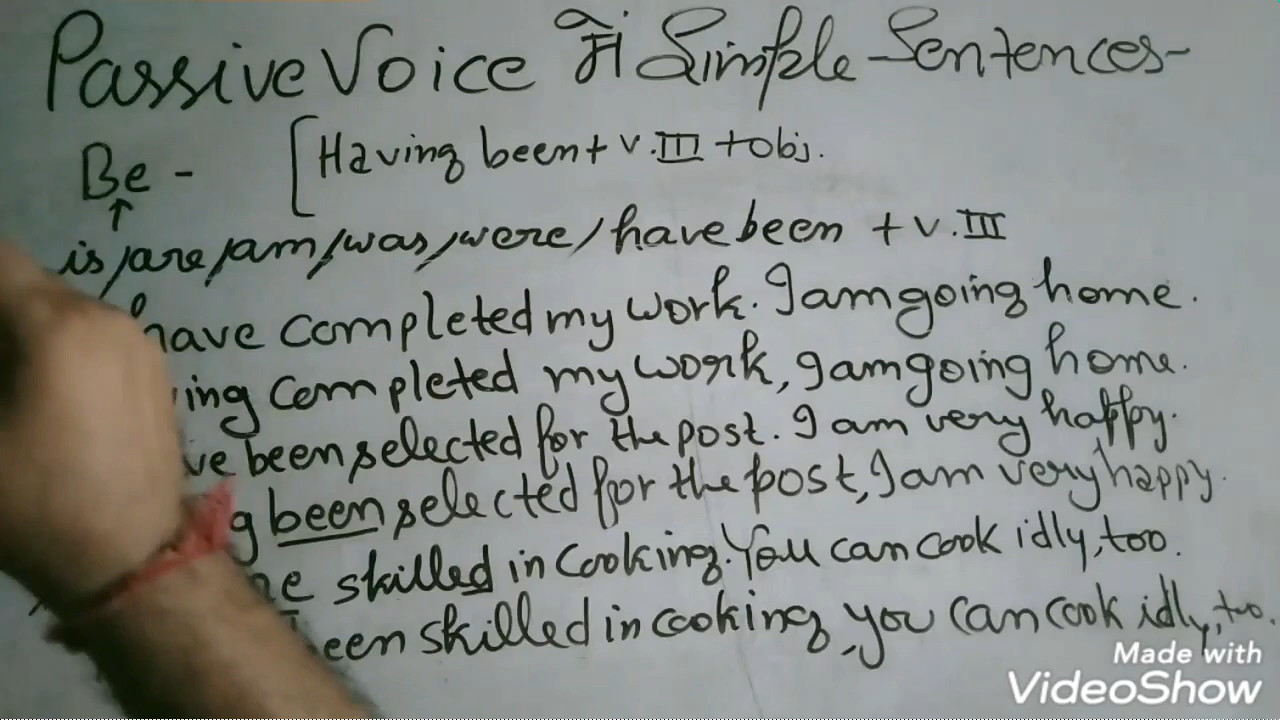 Passive Voice में Simple Sentences-
Be - [Having been + v.III + obj.
is/are/am/was/were/have been + v.III
have completed my work. I am going home.
ing completed my work, I am going home.
ve been selected for the post. I am very happy.
g been selected for the post, I am very happy.
e skilled in cooking. You can cook idly, too.
een skilled in cooking, you can cook idly, too.
Made with
VideoShow